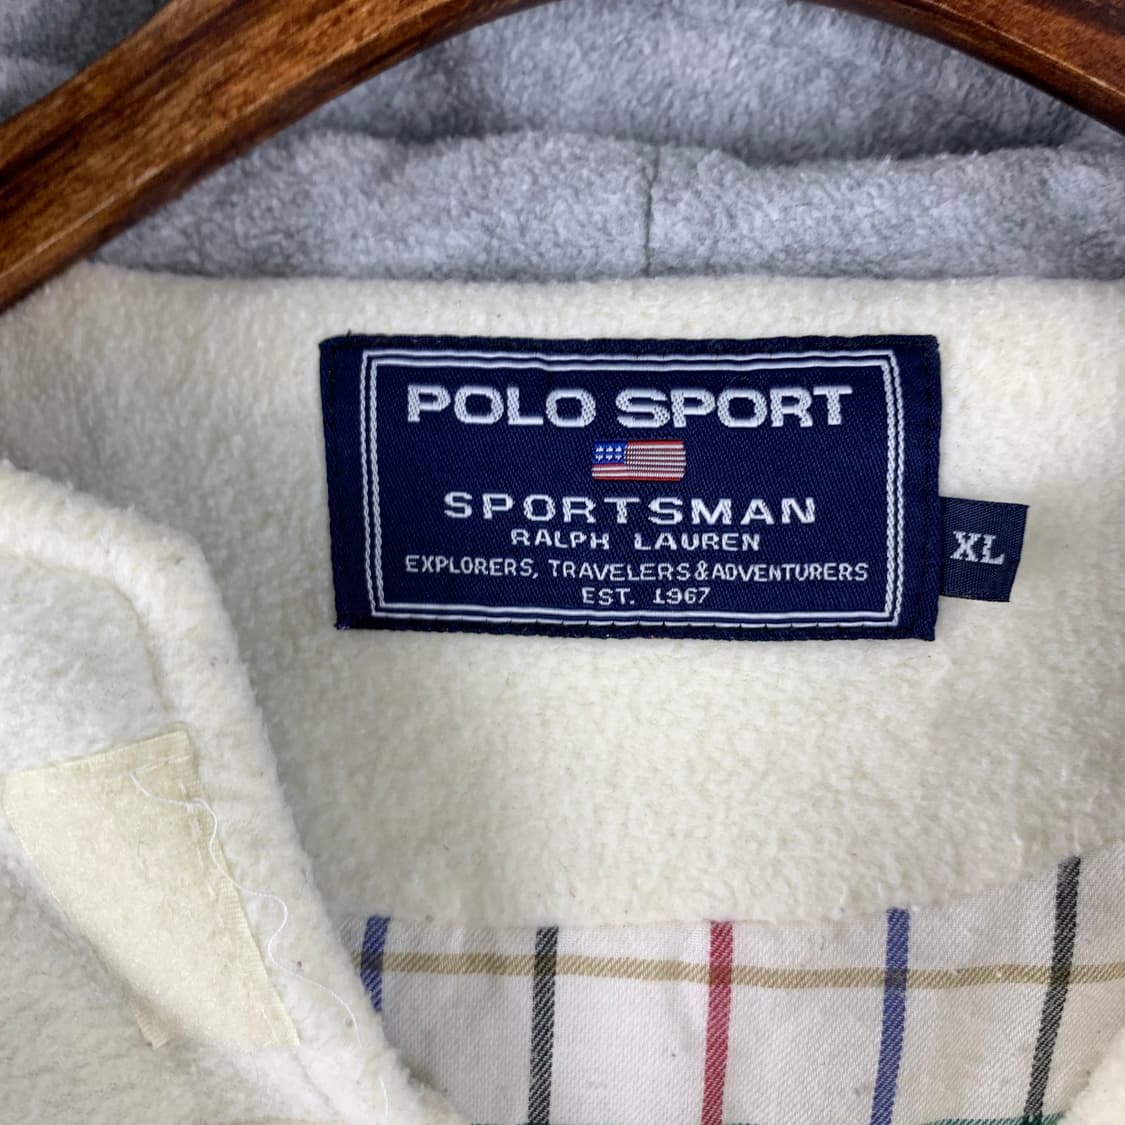 POLO SPORT
SPORTSMAN
RALPH LAUREN
EXPLORERS, TRAVELERS & ADVENTURERS
EST. 1967
XL